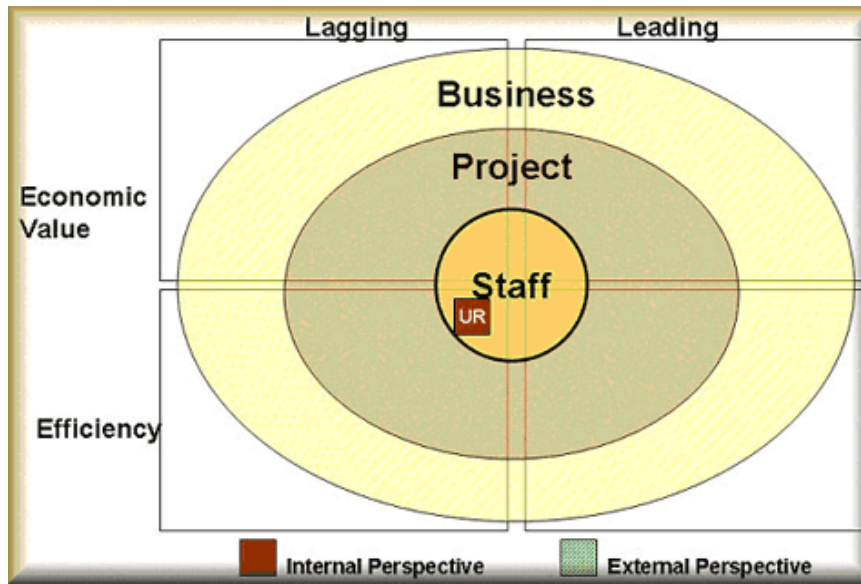 Lagging
Leading
Business
Project
Economic
Value
Staff
UR
Efficiency
Internal Perspective
External Perspective